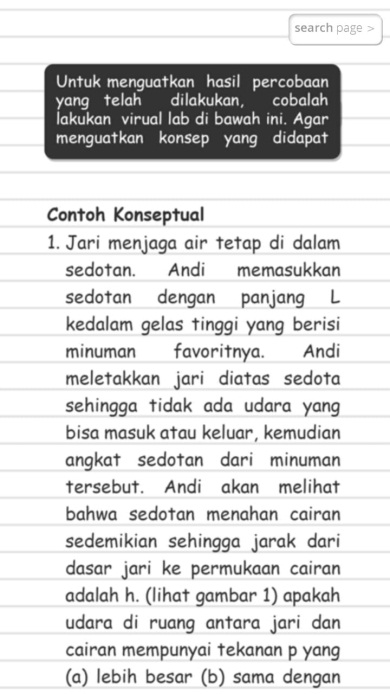 search page >
Untuk menguatkan hasil percobaan
yang telah dilakukan, cobalah
lakukan virual lab di bawah ini. Agar
menguatkan konsep yang didapat
Contoh Konseptual
1. Jari menjaga air tetap di dalam
sedotan. Andi memasukkan
sedotan dengan panjang L
kedalam gelas tinggi yang berisi
minuman favoritnya. Andi
meletakkan jari diatas sedota
sehingga tidak ada udara yang
bisa masuk atau keluar, kemudian
angkat sedotan dari minuman
tersebut. Andi akan melihat
bahwa sedotan menahan cairan
sedemikian sehingga jarak dari
dasar jari ke permukaan cairan
adalah h. (lihat gambar 1) apakah
udara di ruang antara jari dan
cairan mempunyai tekanan p yang
(a) lebih besar (b) sama dengan